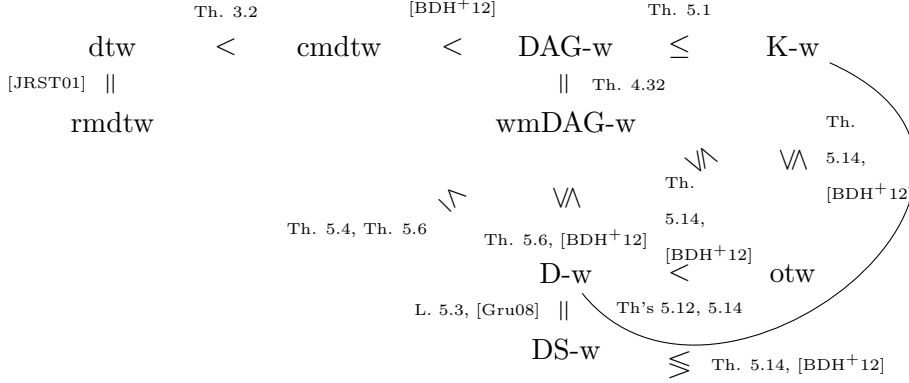 Th. 3.2 [BDH+12] Th. 5.1
dtw < cmdtw < DAG-w ≤ K-w
[JRST01] || || Th. 4.32
rmdtw wmDAG-w
Th.
5.14,
[BDH+12]
Th.
5.14,
[BDH+12]
Th. 5.4, Th. 5.6
Th. 5.6, [BDH+12]
D-w < otw
L. 5.3, [Gru08] || Th's 5.12, 5.14
DS-w
≶ Th. 5.14, [BDH+12]